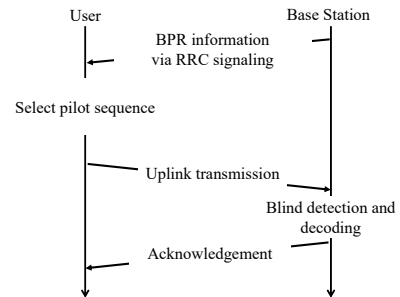 User
Base Station
BPR information
via RRC signaling
Select pilot sequence
Uplink transmission
Blind detection and
decoding
Acknowledgement